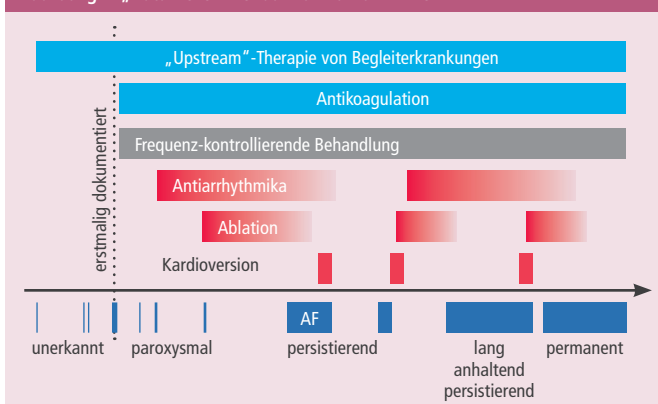 „Upstream“-Therapie von Begleiterkrankungen
Antikoagulation
Frequenz-kontrollierende Behandlung
erstmalig dokumentiert
Antiarrhythmika
Ablation
Kardioversion
AF
unerkannt
paroxysmal
persistierend
lang
anhaltend
persistierend
permanent